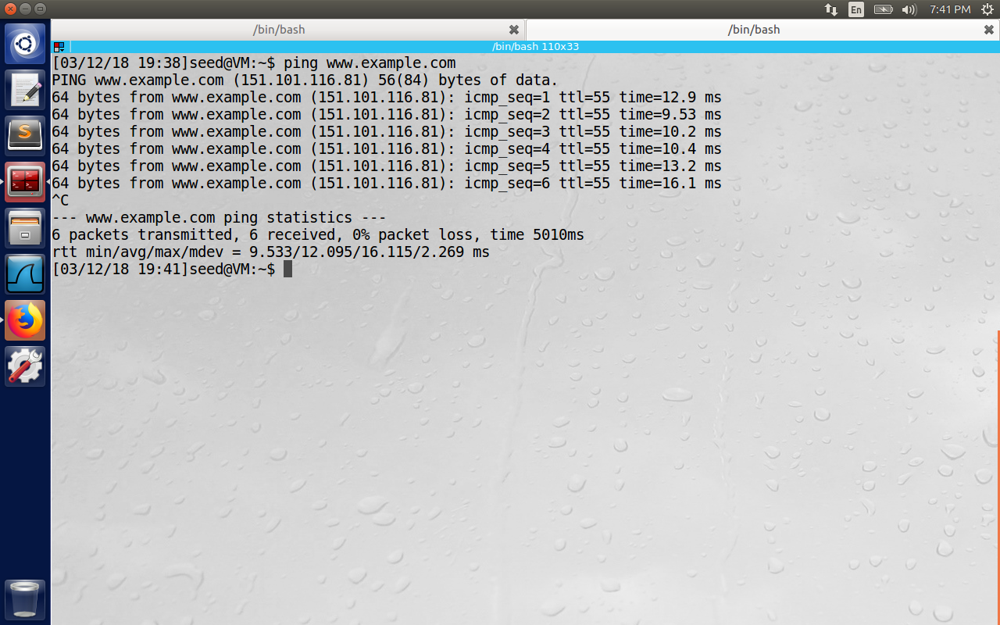 En
7:41 PM
/bin/bash
/bin/bash
/bin/bash 110x33
[03/12/18 19:38]seed@VM:~$ ping www.example.com
PING www.example.com (151.101.116.81) 56(84) bytes of data.
64 bytes from www.example.com (151.101.116.81): icmp_seq=1 ttl=55 time=12.9 ms
64 bytes from www.example.com (151.101.116.81): icmp_seq=2 ttl=55 time=9.53 ms
64 bytes from www.example.com (151.101.116.81): icmp_seq=3 ttl=55 time=10.2 ms
64 bytes from www.example.com (151.101.116.81): icmp_seq=4 ttl=55 time=10.4 ms
64 bytes from www.example.com (151.101.116.81): icmp_seq=5 ttl=55 time=13.2 ms
64 bytes from www.example.com (151.101.116.81): icmp_seq=6 ttl=55 time=16.1 ms
^C
--- www.example.com ping statistics ---
6 packets transmitted, 6 received, 0% packet loss, time 5010ms
rtt min/avg/max/mdev = 9.533/12.095/16.115/2.269 ms
[03/12/18 19:41]seed@VM:~$